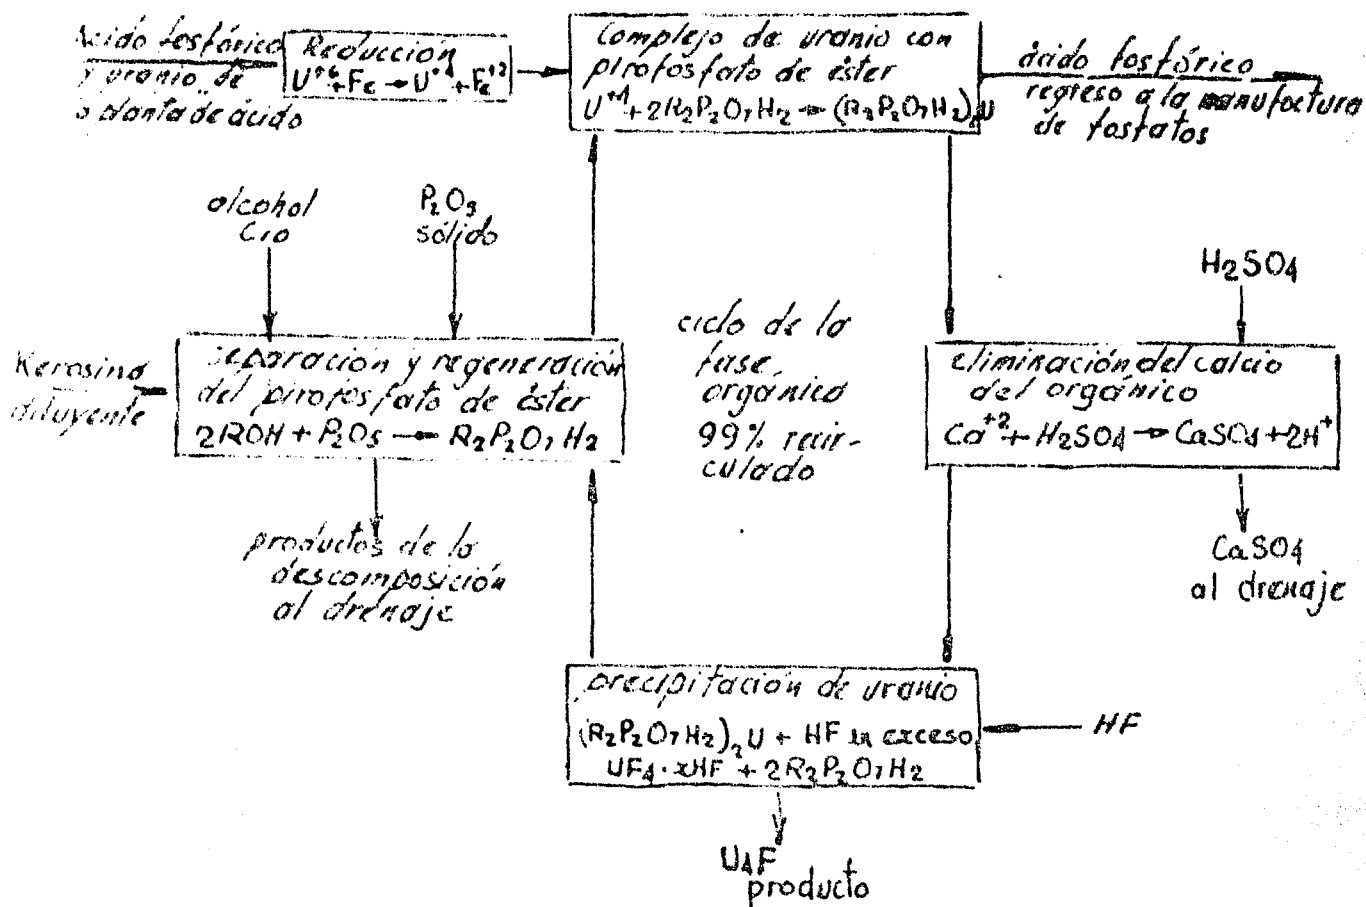 Acido fosfórico
y uranio de
planta de ácido
Reducción
U⁺⁶+Fe→U⁺⁴+Fe⁺²
Complejo de uranio con
pirofosfato de éster
U⁺⁴+2R₂P₂O₇H₂→(R₂P₂O₇H₂)₂U
ácido fosfórico
regreso a la manufactura
de fosfatos
alcohol
C₁₀
P₂O₅
sólido
H₂SO₄
Kerosina
diluyente
separación y regeneración
del pirofosfato de éster
2ROH+P₂O₅→R₂P₂O₇H₂
ciclo de la
fase
orgánica
99% recir-
culado
eliminación del calcio
del orgánico
Ca⁺²+H₂SO₄→CaSO₄+2H⁺
productos de la
descomposición
al drenaje
CaSO₄
al drenaje
precipitación de uranio
(R₂P₂O₇H₂)₂U + HF en exceso
UF₄·xHF + 2R₂P₂O₇H₂
HF
U₄F
producto